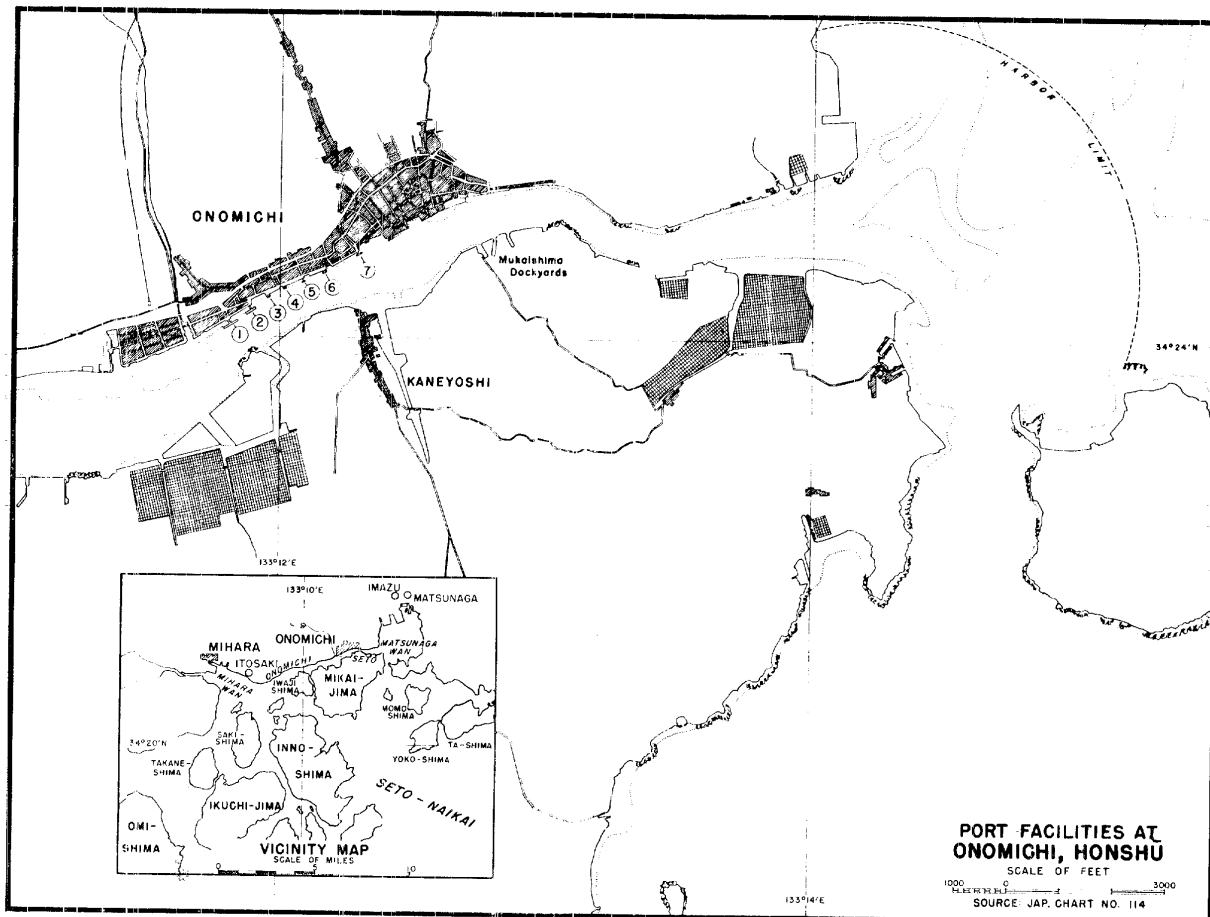 HARBOR
LIMIT
ONOMICHI
7
6
5
4
3
2
1
Mukaishima
Dockyards
34°24'N
KANEYOSHI
133°12'E
133°10'E
IMAZU
MATSUNAGA
ONOMICHI
MATSUNAGA
WAN
MIHARA
ITOSAKI
ONOMICHI
SETO
MIHARA
WAN
IWAJI
SHIMA
MIKAI-
JIMA
MOMO
SHIMA
34°20'N
SAKI-
SHIMA
TAKANE-
SHIMA
INNO-
SHIMA
TA-SHIMA
YOKO-SHIMA
IKUCHI-JIMA
SETO-NAIKAI
OMI-
SHIMA
VICINITY MAP
SCALE OF MILES
0 5 10
133°14'E
PORT FACILITIES AT
ONOMICHI, HONSHU
SCALE OF FEET
1000 0 3000
SOURCE: JAP. CHART NO. 114